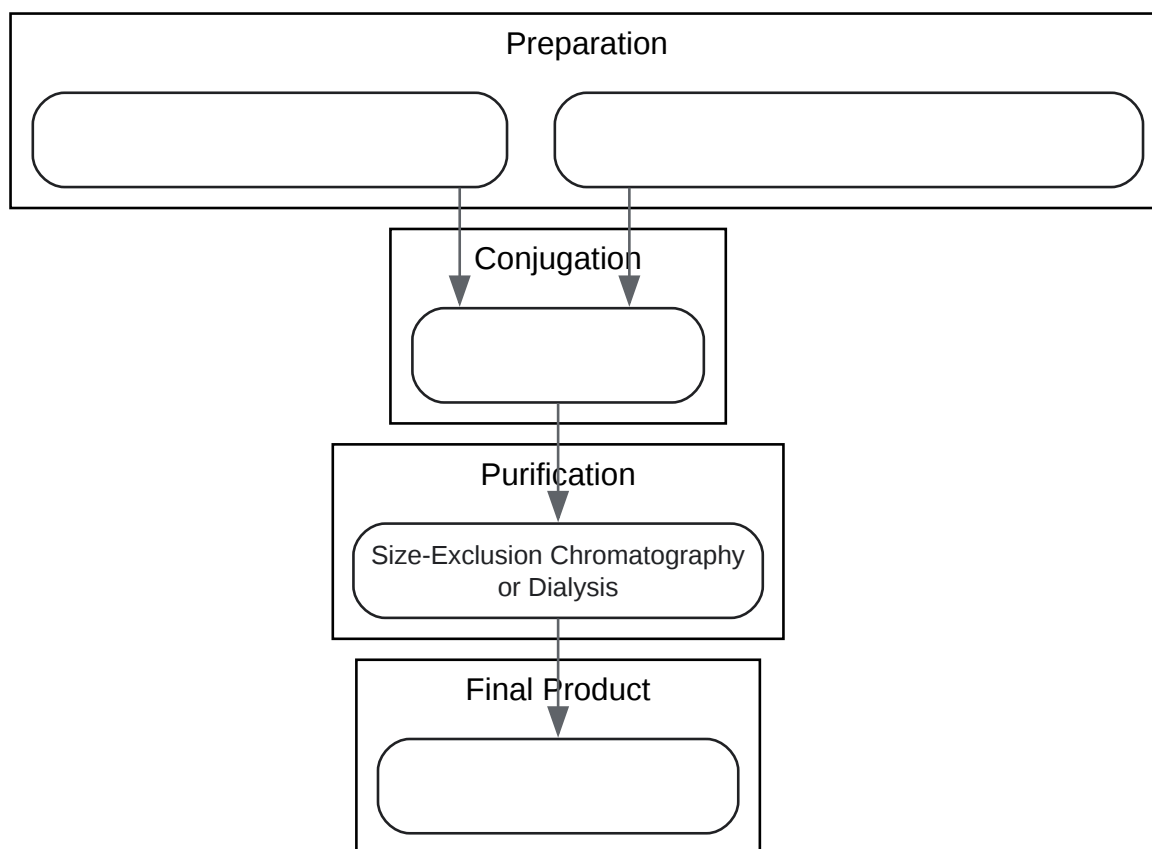 Preparation
Conjugation
Purification
Size-Exclusion Chromatography
or Dialysis
Final Product